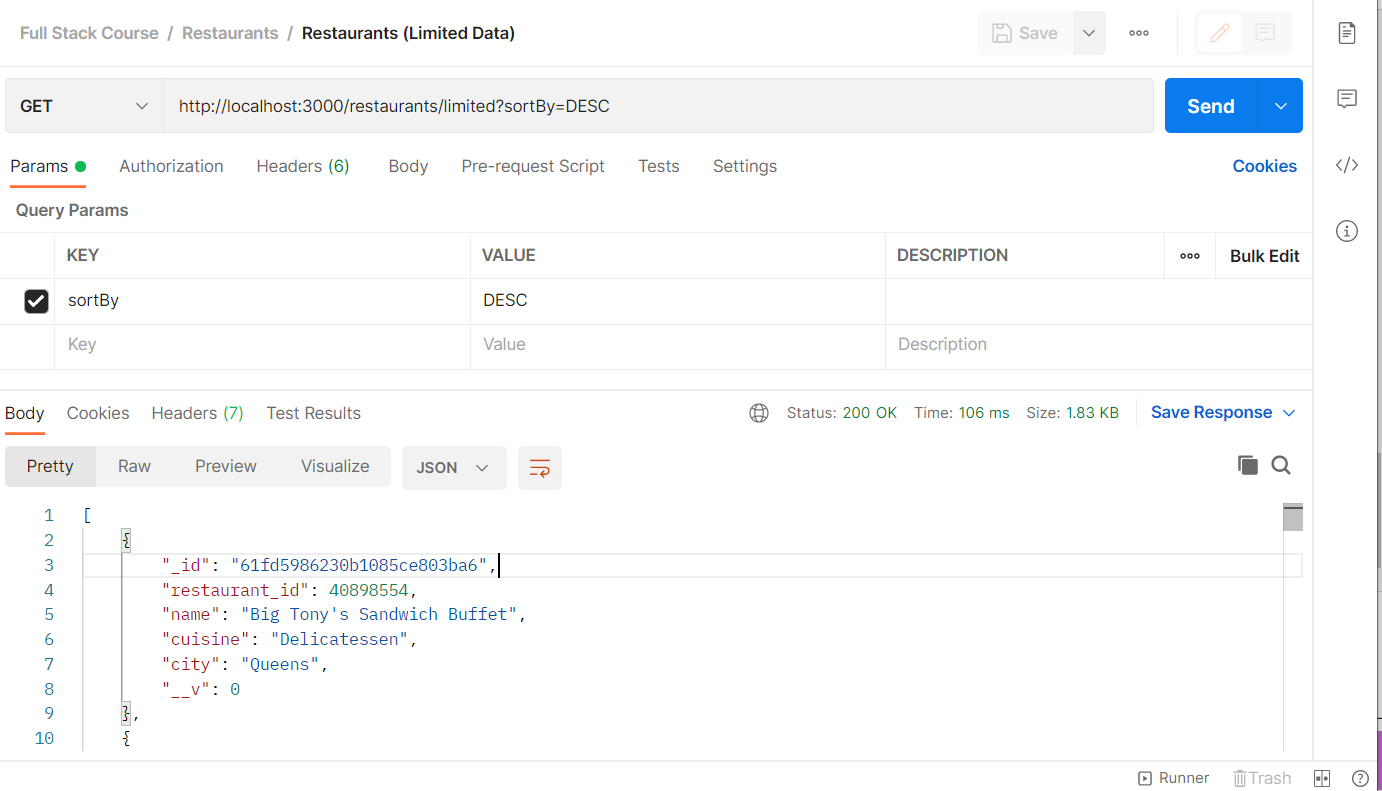 Full Stack Course / Restaurants / Restaurants (Limited Data) Save
GET http://localhost:3000/restaurants/limited?sortBy=DESC Send
Params Authorization Headers (6) Body Pre-request Script Tests Settings Cookies
Query Params
KEY VALUE DESCRIPTION Bulk Edit
sortBy DESC
Key Value Description
Body Cookies Headers (7) Test Results Status: 200 OK Time: 106 ms Size: 1.83 KB Save Response
Pretty Raw Preview Visualize JSON
1 [
2 {
3 "_id": "61fd5986230b1085ce803ba6",
4 "restaurant_id": 40898554,
5 "name": "Big Tony's Sandwich Buffet",
6 "cuisine": "Delicatessen",
7 "city": "Queens",
8 "__v": 0
9 },
10 {
Runner Trash